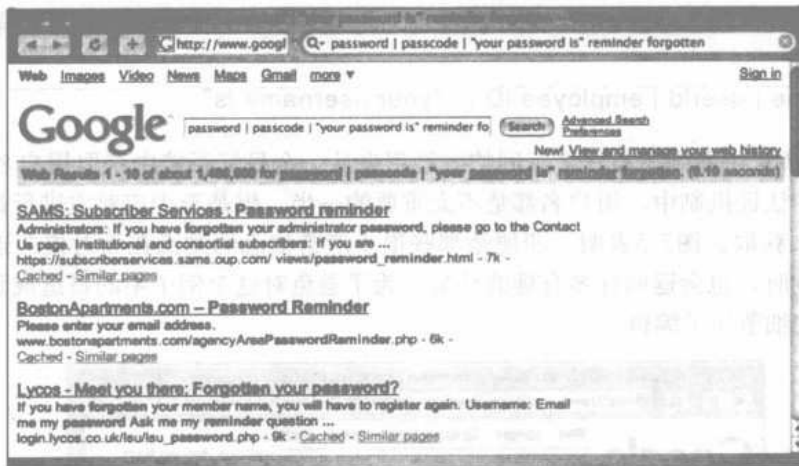 "your password is" reminder forgotten
http://www.googl
Q- password | passcode | "your password is" reminder forgotten
Web Images Video News Maps Gmail more ▼
Sign in
Google
password | passcode | "your password is" reminder fo
Search
Advanced Search
Preferences
New! View and manage your web history
Web Results 1 - 10 of about 1,400,000 for password | passcode | "your password is" reminder forgotten. (0.10 seconds)
SAMS: Subscriber Services : Password reminder
Administrators: If you have forgotten your administrator password, please go to the Contact
Us page. Institutional and consortial subscribers: If you are ...
https://subscriberservices.sams.oup.com/ views/password_reminder.html - 7k -
Cached - Similar pages
BostonApartments.com – Password Reminder
Please enter your email address.
www.bostonapartments.com/agencyAreaPasswordReminder.php - 6k -
Cached - Similar pages
Lycos - Meet you there: Forgotten your password?
If you have forgotten your member name, you will have to register again. Username: Email
me my password Ask me my reminder question ...
login.lycos.co.uk/lsu/lsu_password.php - 9k - Cached - Similar pages